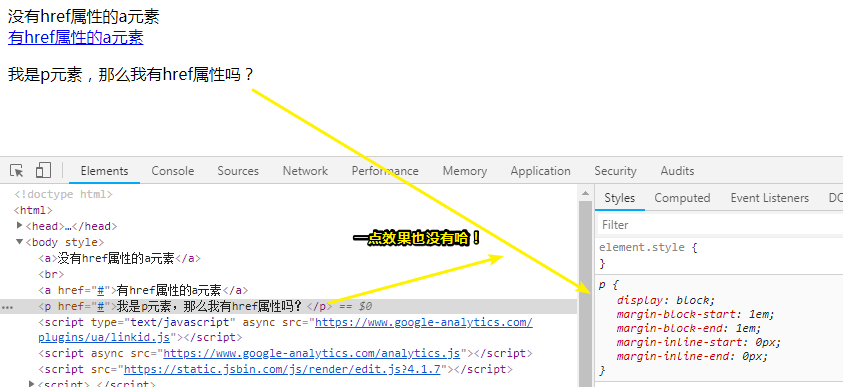 没有href属性的a元素
有href属性的a元素
我是p元素，那么我有href属性吗？
Elements Console Sources Network Performance Memory Application Security Audits
<!doctype html>
<html>
<head>…</head>
<body style>
<a>没有href属性的a元素</a>
<br>
<a href="#">有href属性的a元素</a>
<p href="#">我是p元素，那么我有href属性吗？</p> == $0
<script type="text/javascript" async src="https://www.google-analytics.com/
plugins/ua/linkid.js"></script>
<script async src="https://www.google-analytics.com/analytics.js"></script>
<script src="https://static.jsbin.com/js/render/edit.js?4.1.7"></script>
<script>…</script>
一点效果也没有哈！
Styles Computed Event Listeners DO
Filter
element.style {
}
p {
display: block;
margin-block-start: 1em;
margin-block-end: 1em;
margin-inline-start: 0px;
margin-inline-end: 0px;
}